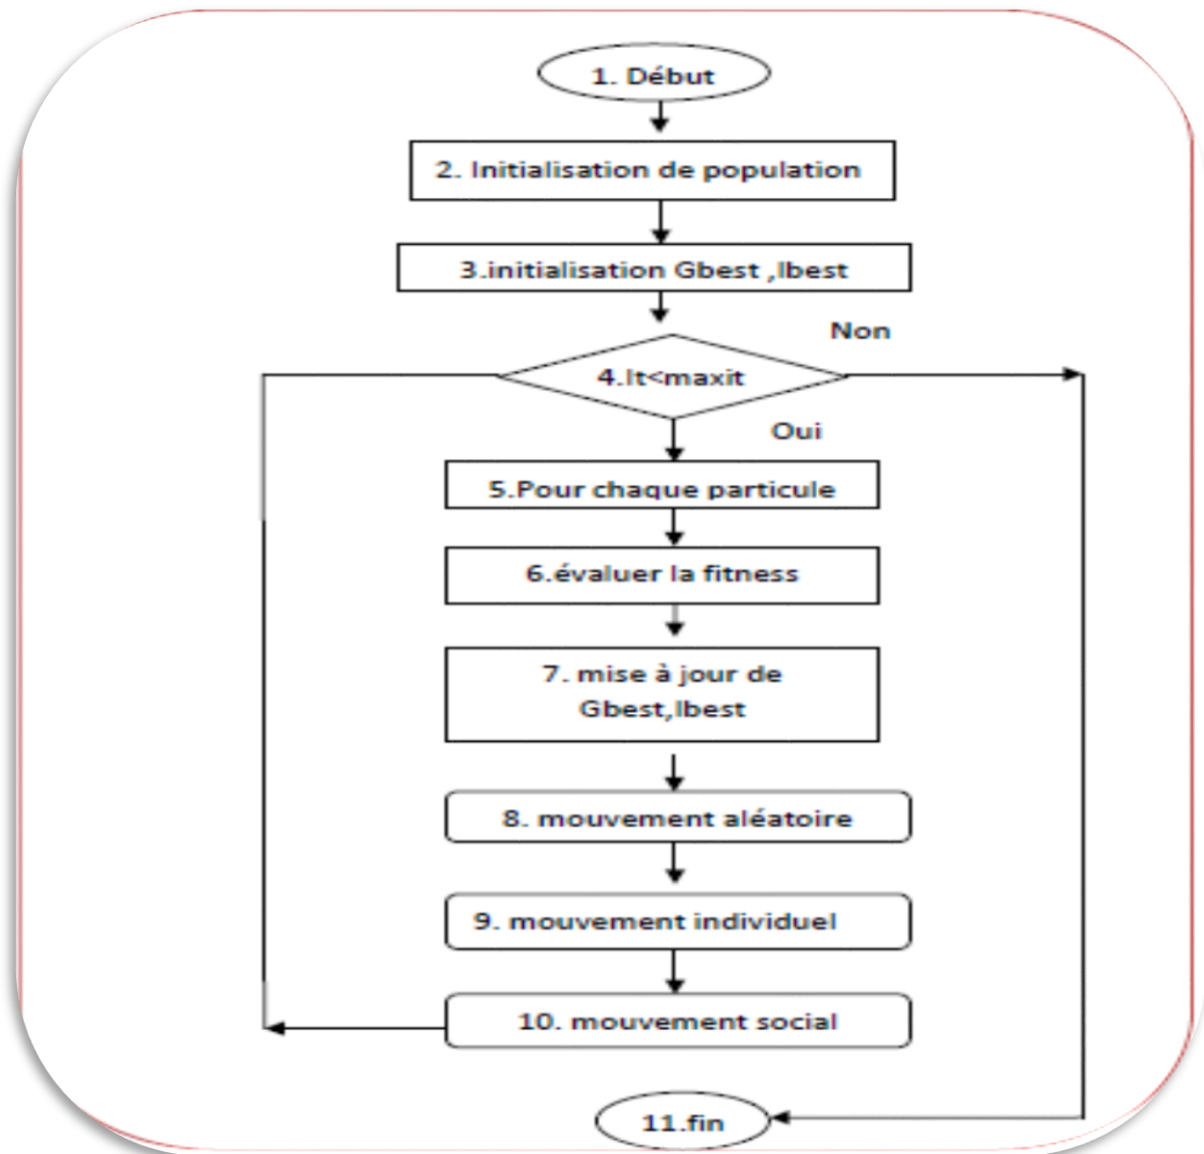 1. Début
2. Initialisation de population
3.initialisation Gbest ,Ibest
Non
4.It<maxit
Oui
5.Pour chaque particule
6.évaluer la fitness
7. mise à jour de
Gbest,Ibest
8. mouvement aléatoire
9. mouvement individuel
10. mouvement social
11.fin